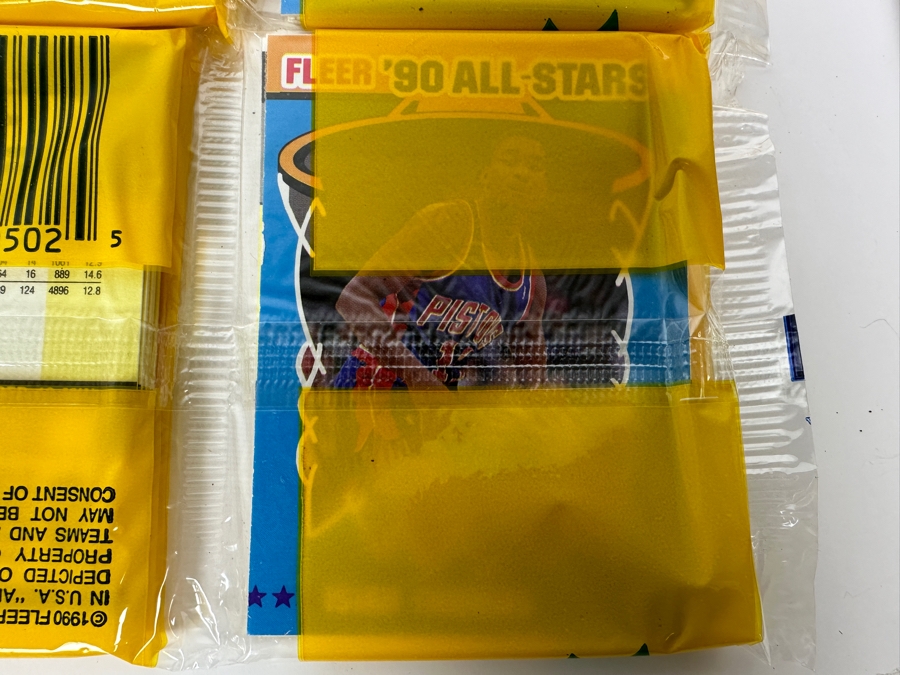 FLEER '90 ALL-STARS
502 5
16 889 14.6
124 4896 12.8
PISTONS
11
©1990 FLEER
IN U.S.A.
DEPICTED
PROPERTY
TEAMS AND
MAY NOT BE
CONSENT OF